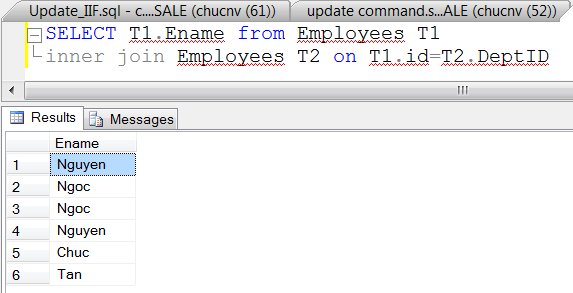 Update_IIF.sql - c....SALE (chucnv (61)) update command.s...ALE (chucnv (52))
SELECT T1.Ename from Employees T1
inner join Employees T2 on T1.id=T2.DeptID
Results Messages
Ename
1 Nguyen
2 Ngoc
3 Ngoc
4 Nguyen
5 Chuc
6 Tan